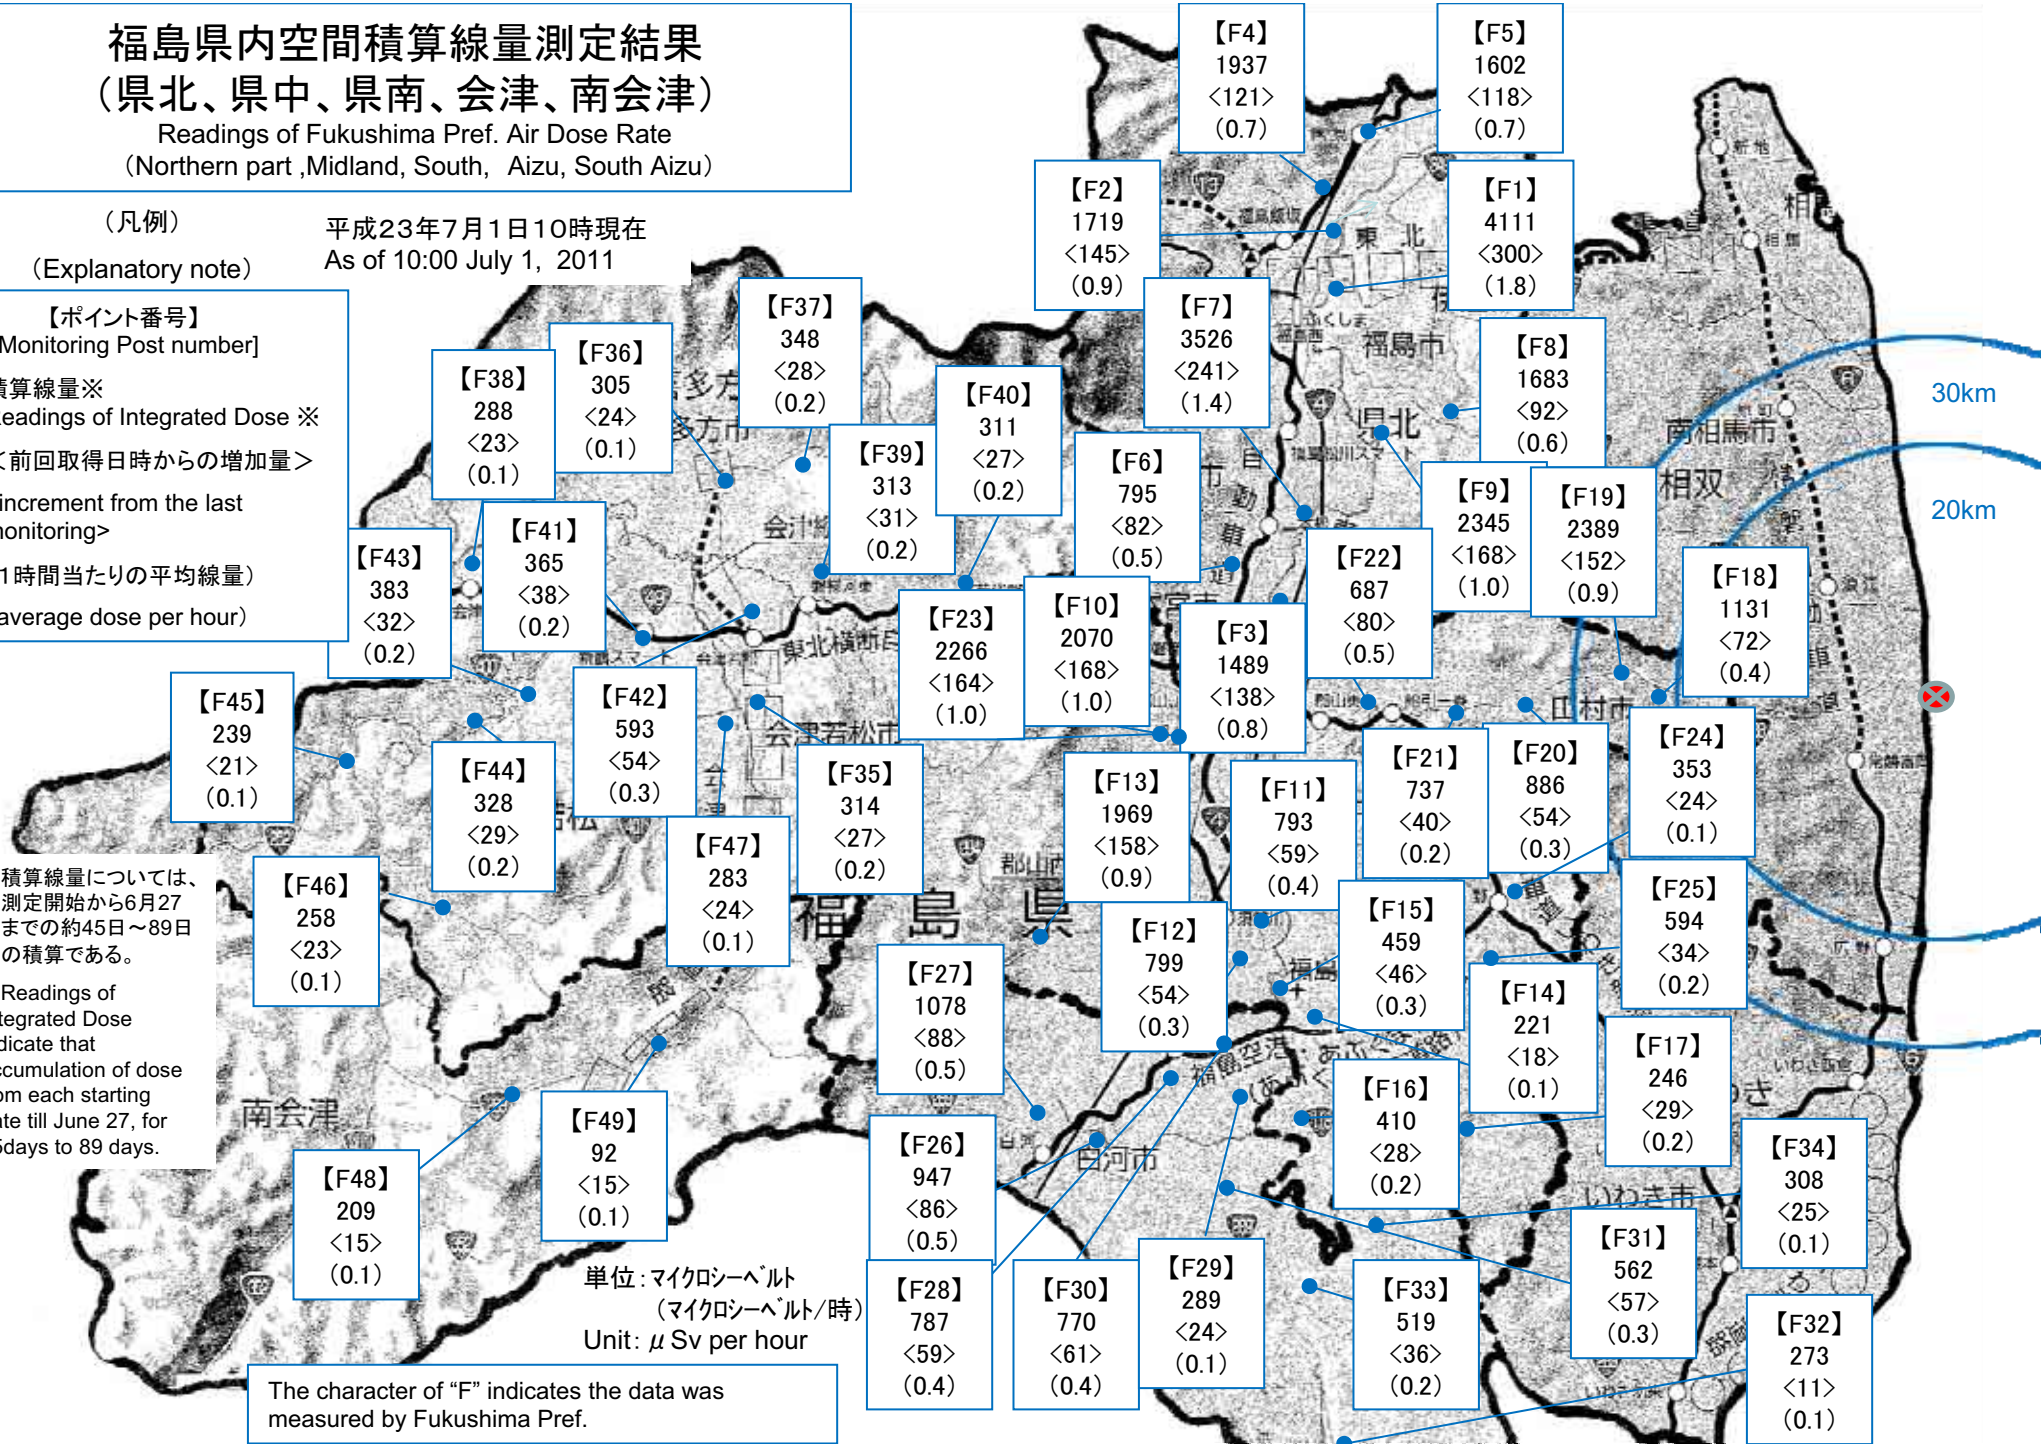 福島県内空間積算線量測定結果
（県北、県中、県南、会津、南会津）
Readings of Fukushima Pref. Air Dose Rate
（Northern part ,Midland, South, Aizu, South Aizu）
（凡例）
（Explanatory note）
平成23年7月1日10時現在
As of 10:00 July 1, 2011
【ポイント番号】
Monitoring Post number]
積算線量※
Readings of Integrated Dose ※
＜前回取得日時からの増加量＞
increment from the last
monitoring>
1時間当たりの平均線量）
average dose per hour）
【F4】
1937
<121>
(0.7)
【F5】
1602
<118>
(0.7)
【F2】
1719
<145>
(0.9)
【F1】
4111
<300>
(1.8)
【F7】
3526
<241>
(1.4)
【F8】
1683
<92>
(0.6)
【F37】
348
<28>
(0.2)
【F36】
305
<24>
(0.1)
【F38】
288
<23>
(0.1)
【F40】
311
<27>
(0.2)
【F39】
313
<31>
(0.2)
【F6】
795
<82>
(0.5)
【F9】
2345
<168>
(1.0)
【F19】
2389
<152>
(0.9)
【F41】
365
<38>
(0.2)
【F43】
383
<32>
(0.2)
【F22】
687
<80>
(0.5)
【F18】
1131
<72>
(0.4)
【F23】
2266
<164>
(1.0)
【F10】
2070
<168>
(1.0)
【F3】
1489
<138>
(0.8)
【F45】
239
<21>
(0.1)
【F42】
593
<54>
(0.3)
【F44】
328
<29>
(0.2)
【F35】
314
<27>
(0.2)
【F13】
1969
<158>
(0.9)
【F11】
793
<59>
(0.4)
【F21】
737
<40>
(0.2)
【F20】
886
<54>
(0.3)
【F24】
353
<24>
(0.1)
【F47】
283
<24>
(0.1)
【F46】
258
<23>
(0.1)
【F12】
799
<54>
(0.3)
【F15】
459
<46>
(0.3)
【F25】
594
<34>
(0.2)
【F27】
1078
<88>
(0.5)
【F14】
221
<18>
(0.1)
【F17】
246
<29>
(0.2)
【F16】
410
<28>
(0.2)
【F49】
92
<15>
(0.1)
【F48】
209
<15>
(0.1)
【F26】
947
<86>
(0.5)
【F34】
308
<25>
(0.1)
【F31】
562
<57>
(0.3)
【F28】
787
<59>
(0.4)
【F30】
770
<61>
(0.4)
【F29】
289
<24>
(0.1)
【F33】
519
<36>
(0.2)
【F32】
273
<11>
(0.1)
30km
20km
新地
相馬
東北
福島飯坂
福島市
県北
南相馬市
相双
多方市
東北横断自
会津若松市
田村市
福島県
南会津
白河市
福島空港
いわき市
積算線量については、
測定開始から6月27
までの約45日～89日
の積算である。
Readings of
tegrated Dose
dicate that
ccumulation of dose
om each starting
ate till June 27, for
5days to 89 days.
単位：マイクロシーベルト
（マイクロシーベルト/時）
Unit: μ Sv per hour
The character of “F” indicates the data was
measured by Fukushima Pref.